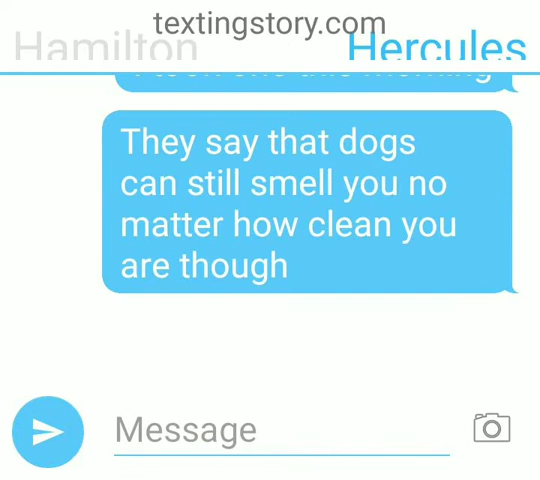 textingstory.com
Hamilton Hercules
They say that dogs
can still smell you no
matter how clean you
are though
Message